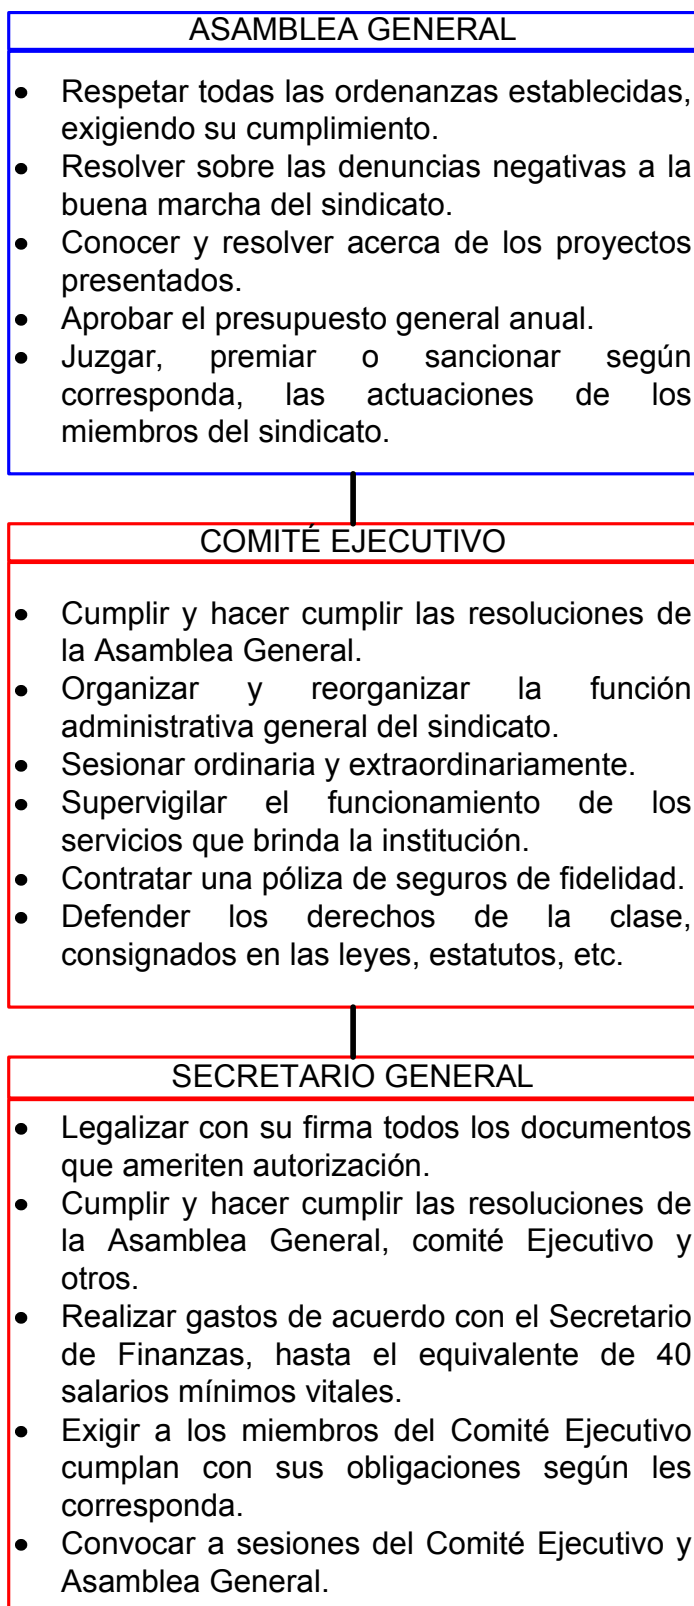 ASAMBLEA GENERAL
• Respetar todas las ordenanzas establecidas,
exigiendo su cumplimiento.
• Resolver sobre las denuncias negativas a la
buena marcha del sindicato.
• Conocer y resolver acerca de los proyectos
presentados.
• Aprobar el presupuesto general anual.
• Juzgar, premiar o sancionar según
corresponda, las actuaciones de los
miembros del sindicato.
COMITÉ EJECUTIVO
• Cumplir y hacer cumplir las resoluciones de
la Asamblea General.
• Organizar y reorganizar la función
administrativa general del sindicato.
• Sesionar ordinaria y extraordinariamente.
• Supervigilar el funcionamiento de los
servicios que brinda la institución.
• Contratar una póliza de seguros de fidelidad.
• Defender los derechos de la clase,
consignados en las leyes, estatutos, etc.
SECRETARIO GENERAL
• Legalizar con su firma todos los documentos
que ameriten autorización.
• Cumplir y hacer cumplir las resoluciones de
la Asamblea General, comité Ejecutivo y
otros.
• Realizar gastos de acuerdo con el Secretario
de Finanzas, hasta el equivalente de 40
salarios mínimos vitales.
• Exigir a los miembros del Comité Ejecutivo
cumplan con sus obligaciones según les
corresponda.
• Convocar a sesiones del Comité Ejecutivo y
Asamblea General.